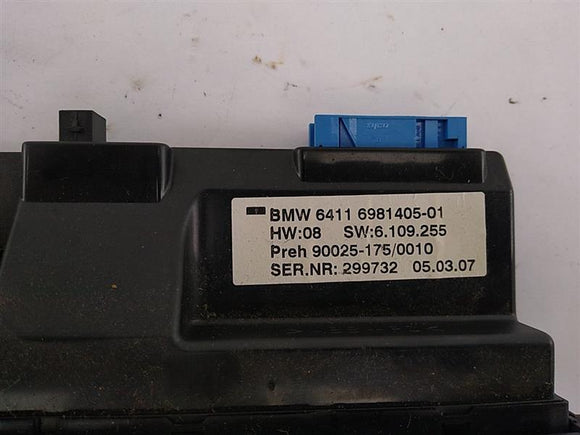 BMW 6411 6981405-01
HW:08 SW:6.109.255
Preh 90025-175/0010
SER.NR: 299732 05.03.07